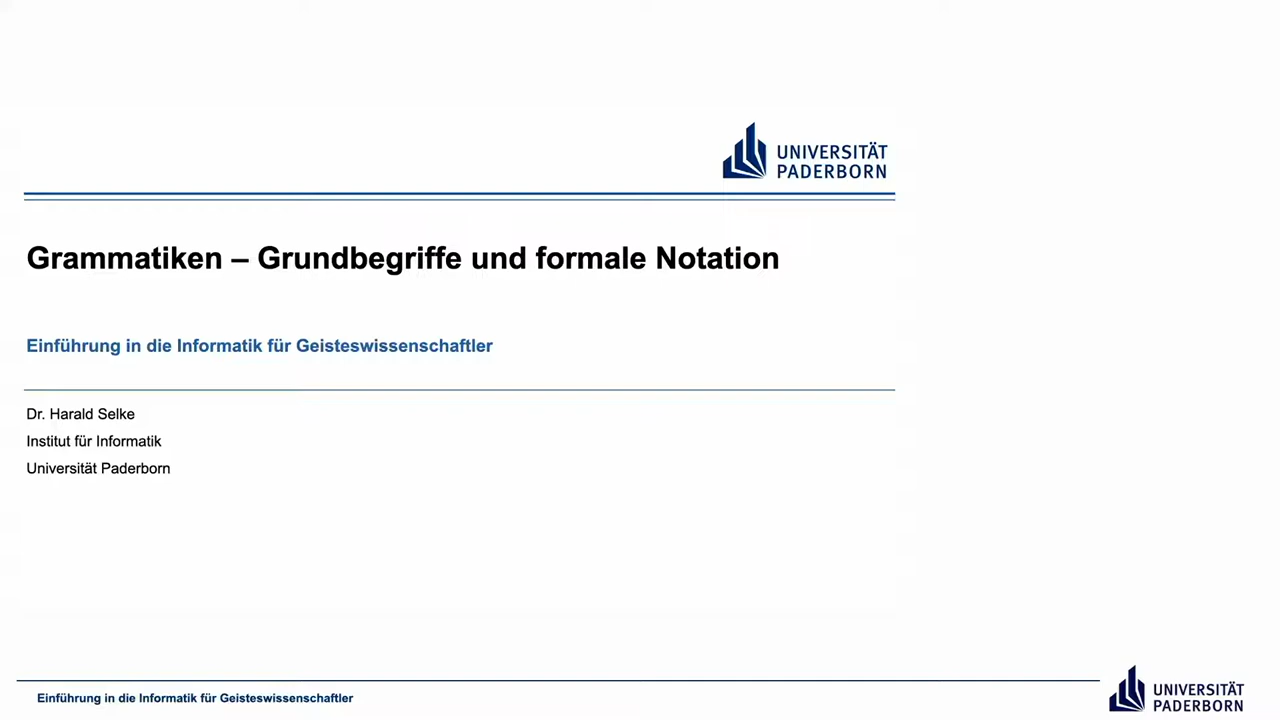 UNIVERSITÄT
PADERBORN
Grammatiken – Grundbegriffe und formale Notation
Einführung in die Informatik für Geisteswissenschaftler
Dr. Harald Selke
Institut für Informatik
Universität Paderborn
Einführung in die Informatik für Geisteswissenschaftler
UNIVERSITÄT
PADERBORN